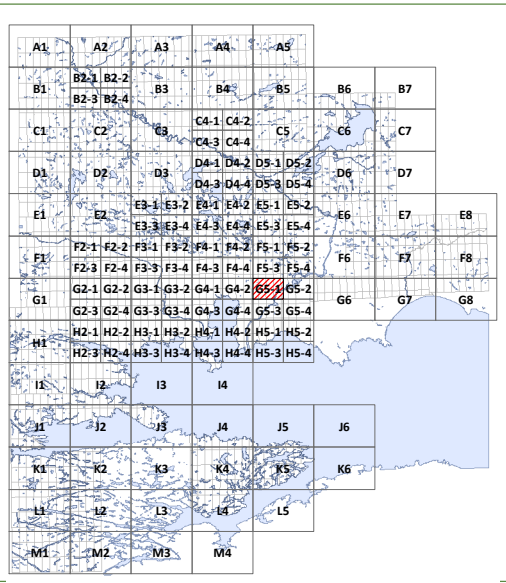 A1 A2 A3 A4 A5
B2-1 B2-2
B1 B3 B4 B5 B6 B7
B2-3 B2-4
C4-1 C4-2
C1 C2 C3 C5 C6 C7
C4-3 C4-4
D4-1 D4-2 D5-1 D5-2
D1 D2 D3 D6 D7
D4-3 D4-4 D5-3 D5-4
E3-1 E3-2 E4-1 E4-2 E5-1 E5-2
E1 E2 E6 E7 E8
E3-3 E3-4 E4-3 E4-4 E5-3 E5-4
F2-1 F2-2 F3-1 F3-2 F4-1 F4-2 F5-1 F5-2
F1 F6 F7 F8
F2-3 F2-4 F3-3 F3-4 F4-3 F4-4 F5-3 F5-4
G2-1 G2-2 G3-1 G3-2 G4-1 G4-2 G5-1 G5-2
G1 G6 G7 G8
G2-3 G2-4 G3-3 G3-4 G4-3 G4-4 G5-3 G5-4
H2-1 H2-2 H3-1 H3-2 H4-1 H4-2 H5-1 H5-2
H1
H2-3 H2-4 H3-3 H3-4 H4-3 H4-4 H5-3 H5-4
I1 I2 I3 I4
J1 J2 J3 J4 J5 J6
K1 K2 K3 K4 K5 K6
L1 L2 L3 L4 L5
M1 M2 M3 M4